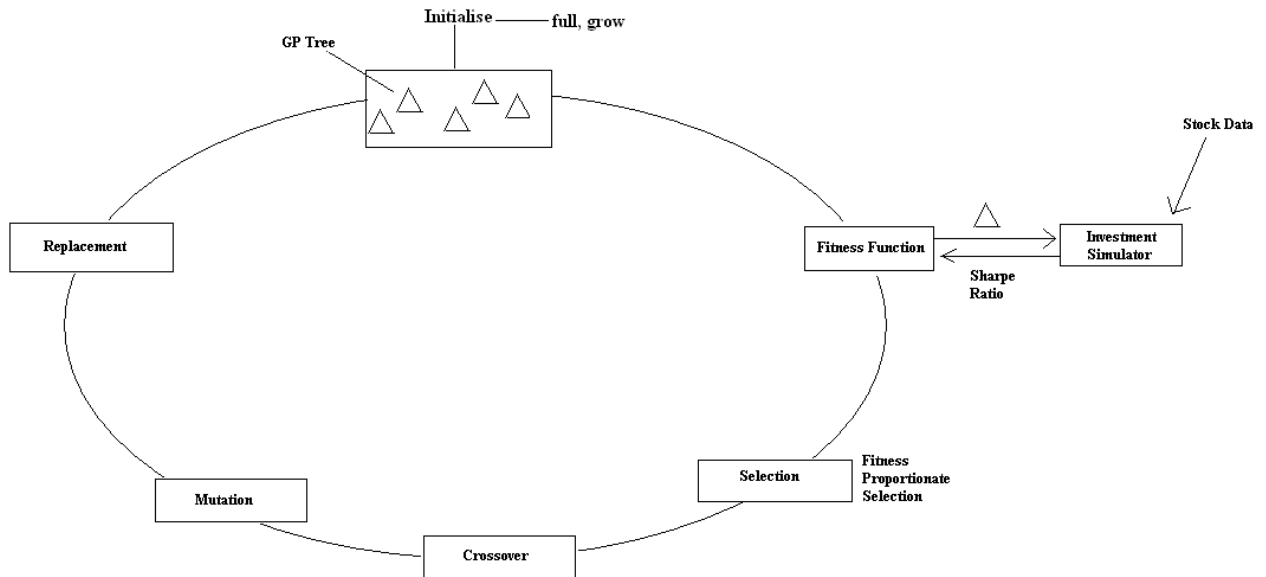 Initialise
full, grow
GP Tree
Stock Data
Replacement
Fitness Function
Investment
Simulator
Sharpe
Ratio
Selection
Fitness
Proportionate
Selection
Mutation
Crossover